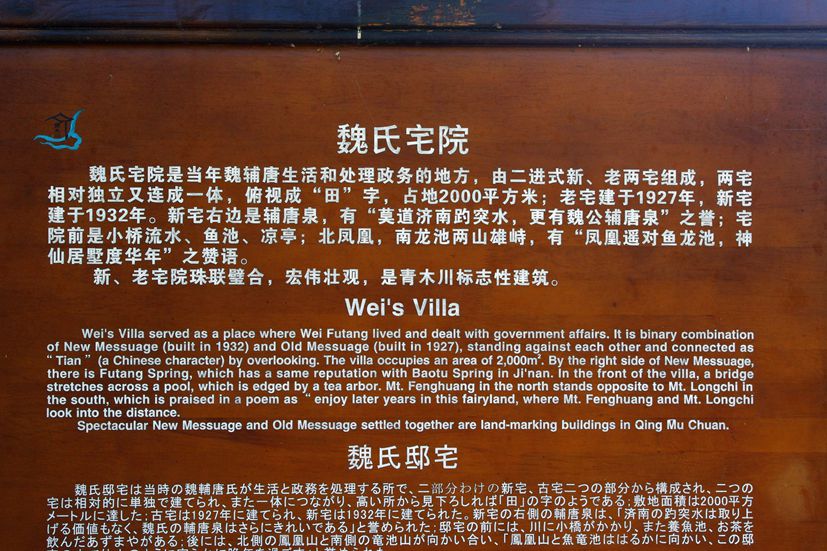 魏氏宅院
魏氏宅院是当年魏辅唐生活和处理政务的地方，由二进式新、老两宅组成，两宅
相对独立又连成一体，俯视成“田”字，占地2000平方米；老宅建于1927年，新宅
建于1932年。新宅右边是辅唐泉，有“莫道济南趵突水，更有魏公辅唐泉”之誉；宅
院前是小桥流水、鱼池、凉亭；北凤凰，南龙池两山雄峙，有“凤凰遥对鱼龙池，神
仙居墅度华年”之赞语。
新、老宅院珠联璧合，宏伟壮观，是青木川标志性建筑。
Wei's Villa
Wei's Villa served as a place where Wei Futang lived and dealt with government affairs. It is binary combination
of New Messuage (built in 1932) and Old Messuage (built in 1927), standing against each other and connected as
“Tian” (a Chinese character) by overlooking. The villa occupies an area of 2,000m². By the right side of New Messuage,
there is Futang Spring, which has a same reputation with Baotu Spring in Ji'nan. In the front of the villa, a bridge
stretches across a pool, which is edged by a tea arbor. Mt. Fenghuang in the north stands opposite to Mt. Longchi in
the south, which is praised in a poem as “enjoy later years in this fairyland, where Mt. Fenghuang and Mt. Longchi
look into the distance.
Spectacular New Messuage and Old Messuage settled together are land-marking buildings in Qing Mu Chuan.
魏氏邸宅
魏氏邸宅は当時の魏輔唐氏が生活と政務を処理する所で、二部分わけの新宅、古宅二つの部分から構成され、二つの
宅は相対的に単独で建てられ、また一体につながり、高い所から見下ろしれば「田」の字のようである；敷地面積は2000平方
メートルに達した；古宅は1927年に建てられ、新宅は1932年に建てられた。新宅の右側の輔唐泉は、「済南の趵突水は取り上
げる価値もなく、魏氏の輔唐泉はさらにきれいである」と誉められた；邸宅の前には、川に小橋がかかり、また養魚池、お茶を
飲んだあずまやがある；後には、北側の鳳凰山と南側の竜池山が向かい合い、「鳳凰山と魚竜池ははるかに向かい、この邸